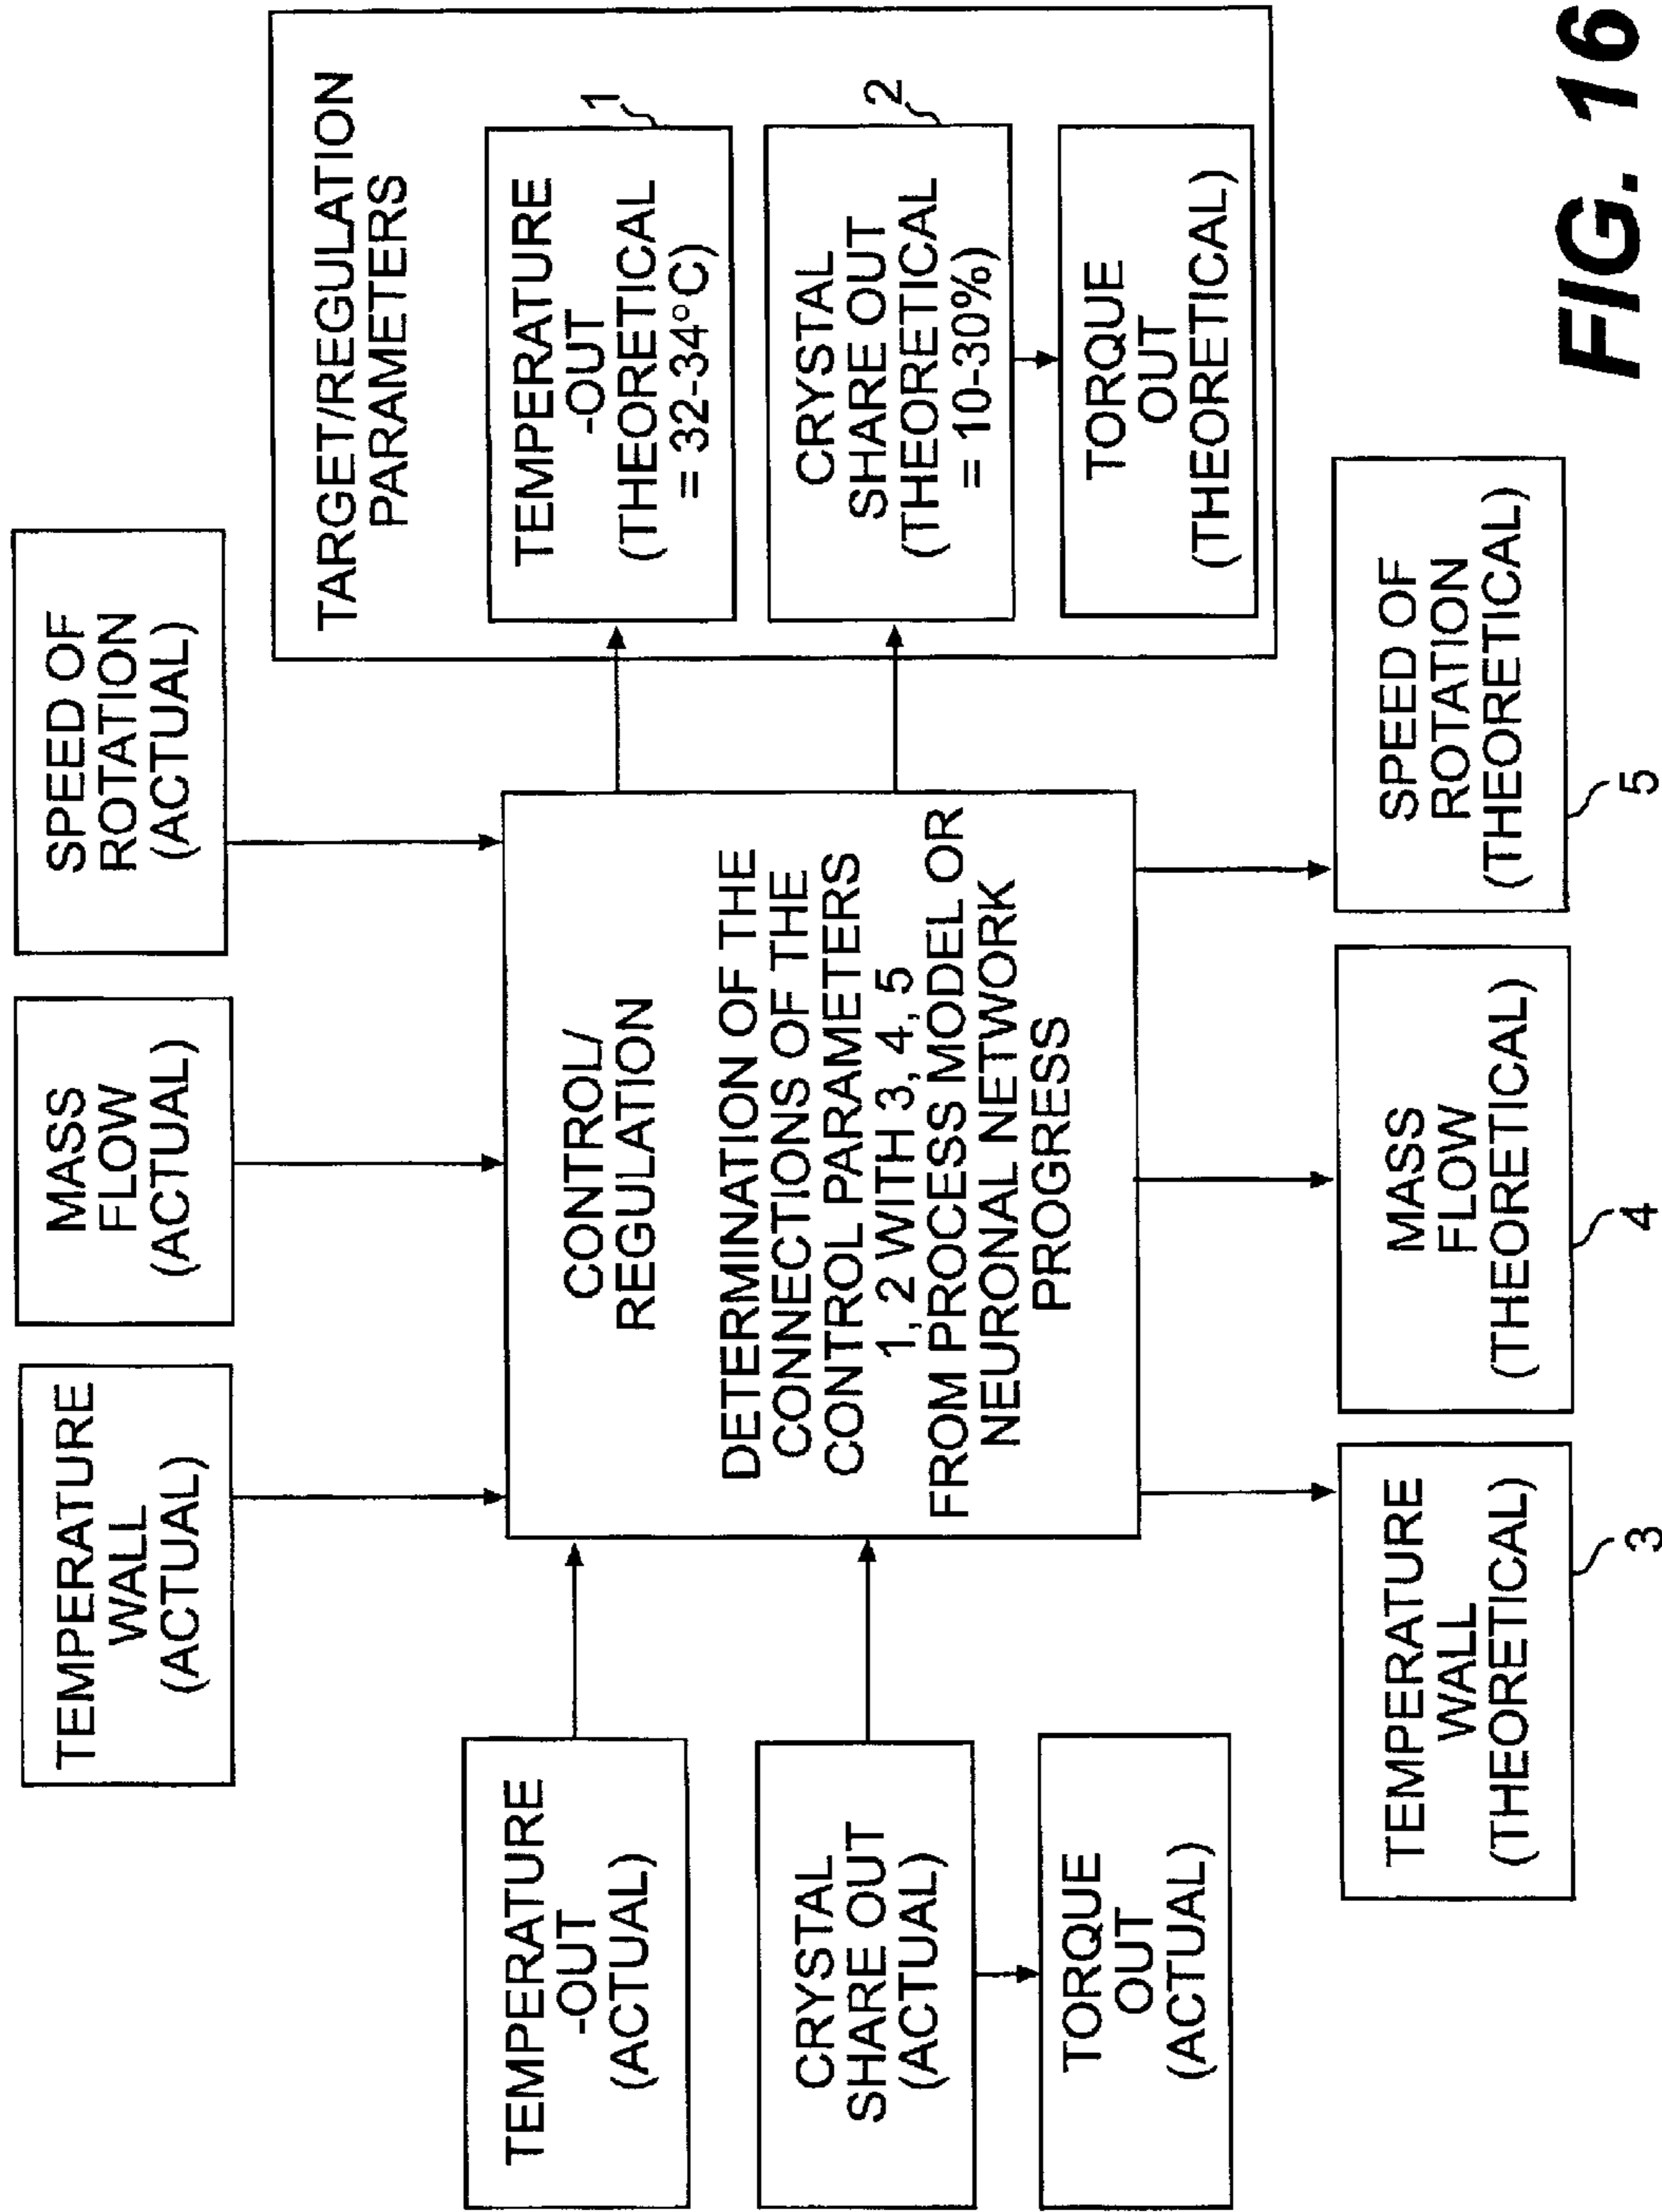 TEMPERATURE
WALL
(ACTUAL)
MASS
FLOW
(ACTUAL)
SPEED OF
ROTATION
(ACTUAL)
TEMPERATURE
-OUT
(ACTUAL)
CRYSTAL
SHARE OUT
(ACTUAL)
TORQUE
OUT
(ACTUAL)
CONTROL/
REGULATION
DETERMINATION OF THE
CONNECTIONS OF THE
CONTROL PARAMETERS
1, 2 WITH 3, 4, 5
FROM PROCESS MODEL OR
NEURONAL NETWORK
PROGRESS
TARGET/REGULATION
PARAMETERS
TEMPERATURE
-OUT
(THEORETICAL
= 32-34°C)
1
CRYSTAL
SHARE OUT
(THEORETICAL
= 10-30%)
2
TORQUE
OUT
(THEORETICAL)
TEMPERATURE
WALL
(THEORETICAL)
3
MASS
FLOW
(THEORETICAL)
4
SPEED OF
ROTATION
(THEORETICAL)
5
FIG. 16